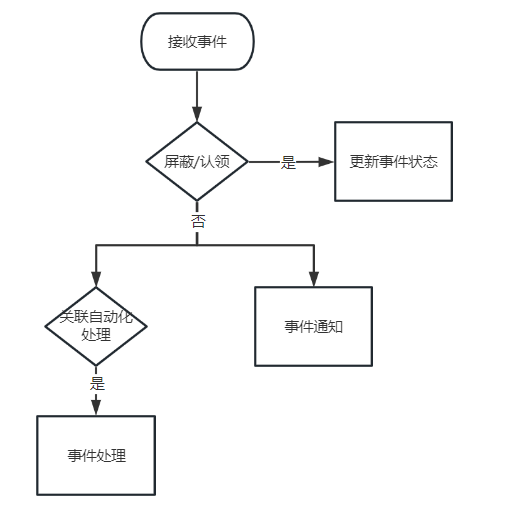 接收事件
屏蔽/认领
是
更新事件状态
否
关联自动化
处理
事件通知
是
事件处理